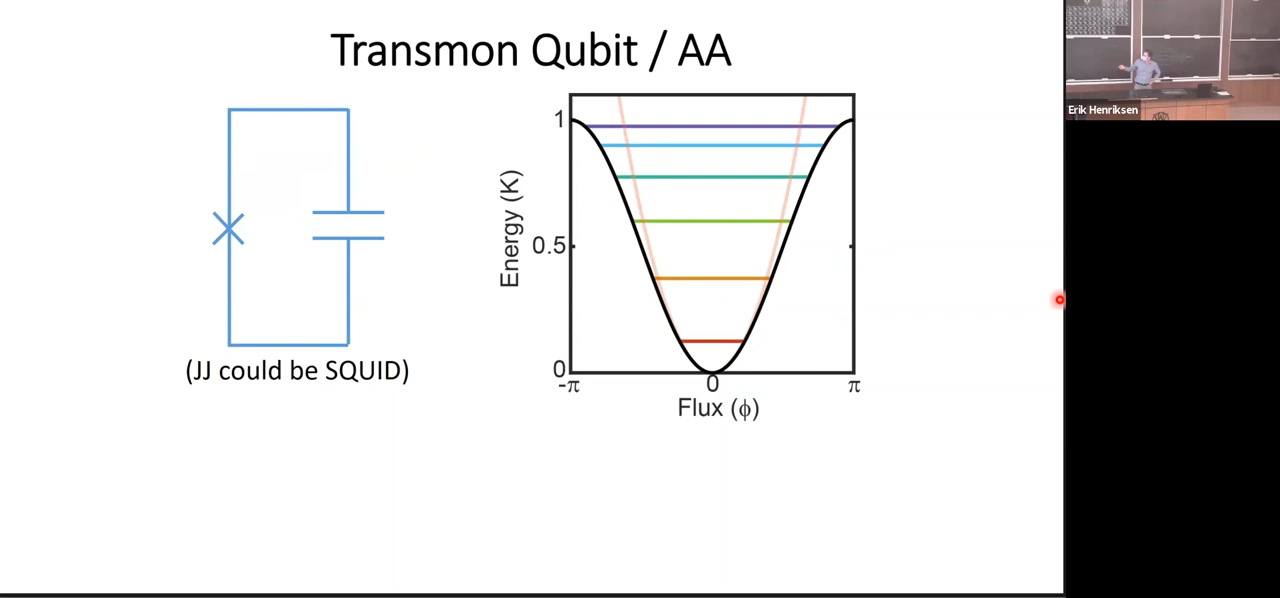 Transmon Qubit / AA
Erik Henriksen
1
0.5
0
Energy (K)
-π
0
π
Flux (ϕ)
(JJ could be SQUID)